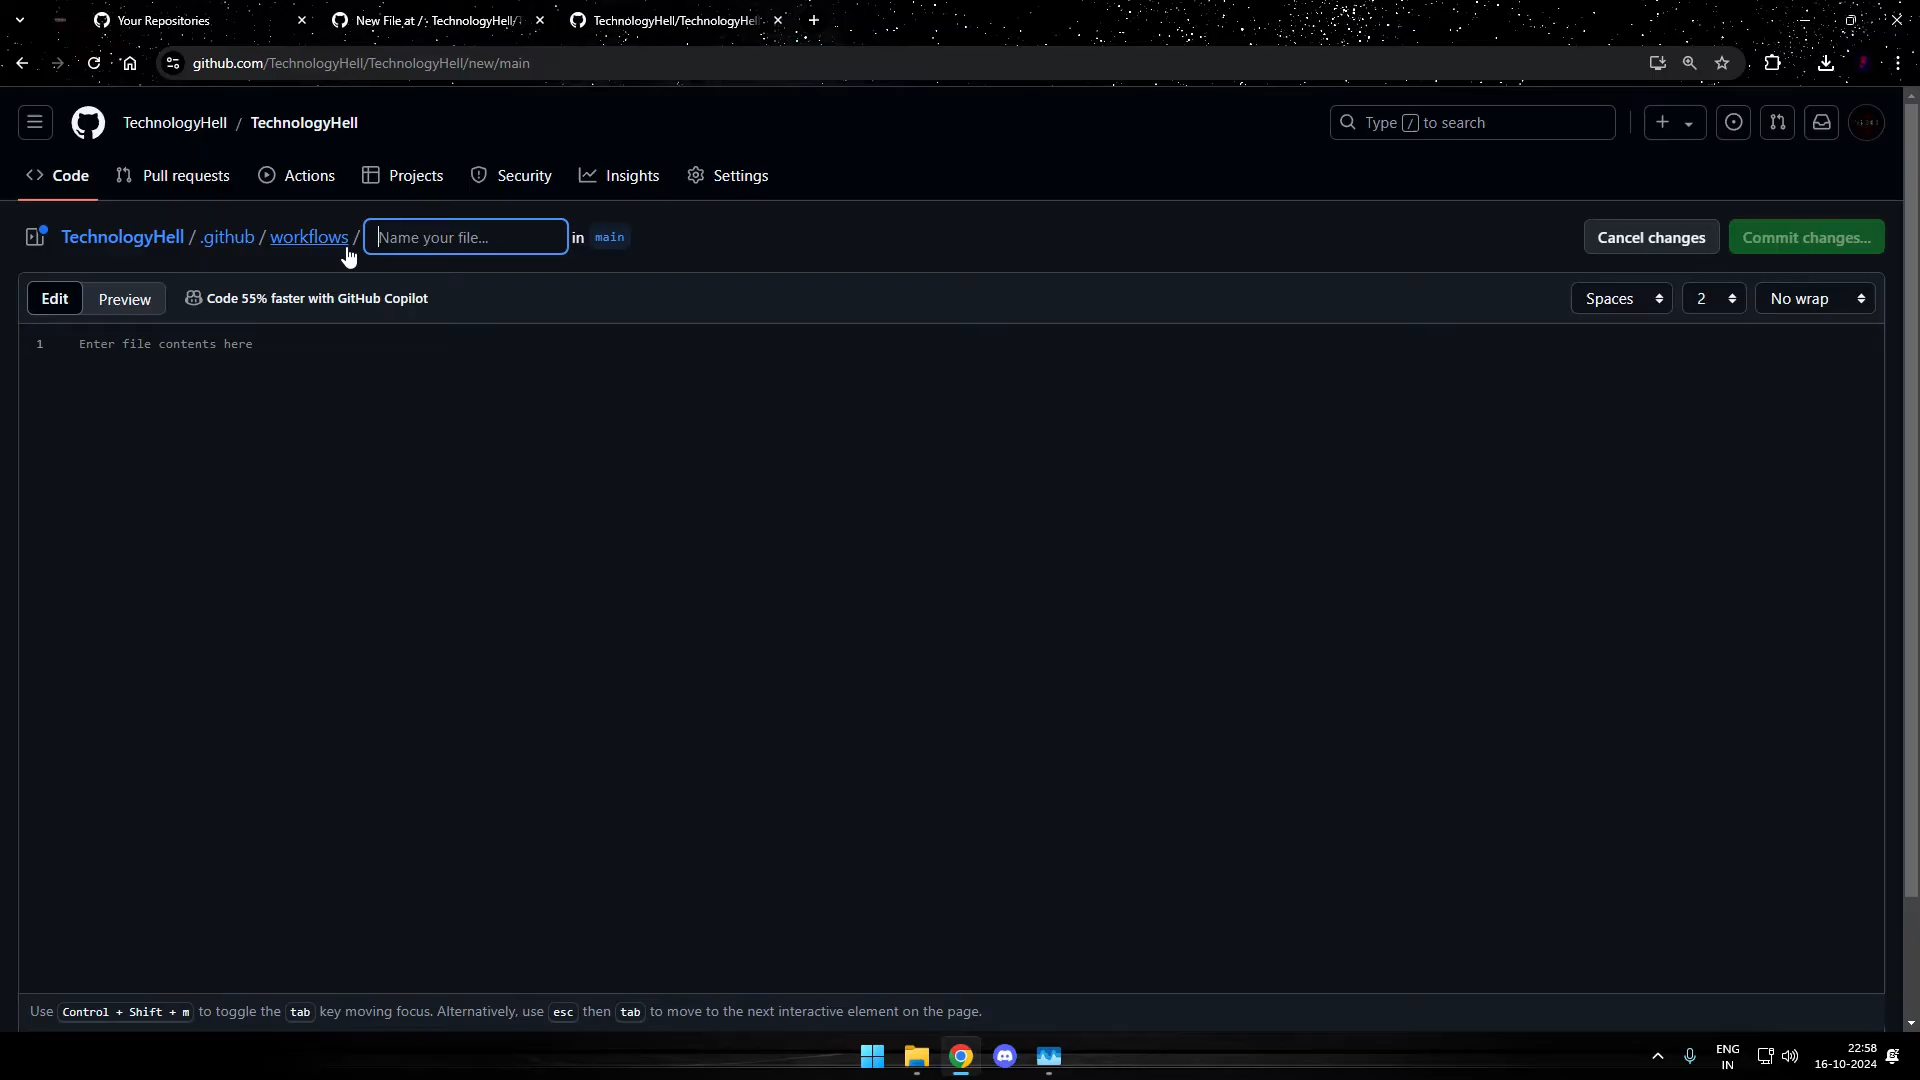 Your Repositories
New File at / · TechnologyHell/T
TechnologyHell/TechnologyHell
github.com/TechnologyHell/TechnologyHell/new/main
TechnologyHell / TechnologyHell
Type / to search
Code Pull requests Actions Projects Security Insights Settings
TechnologyHell / .github / workflows / Name your file... in main
Cancel changes Commit changes...
Edit Preview Code 55% faster with GitHub Copilot
Spaces 2 No wrap
1 Enter file contents here
Use Control + Shift + m to toggle the tab key moving focus. Alternatively, use esc then tab to move to the next interactive element on the page.
ENG
IN
22:58
16-10-2024